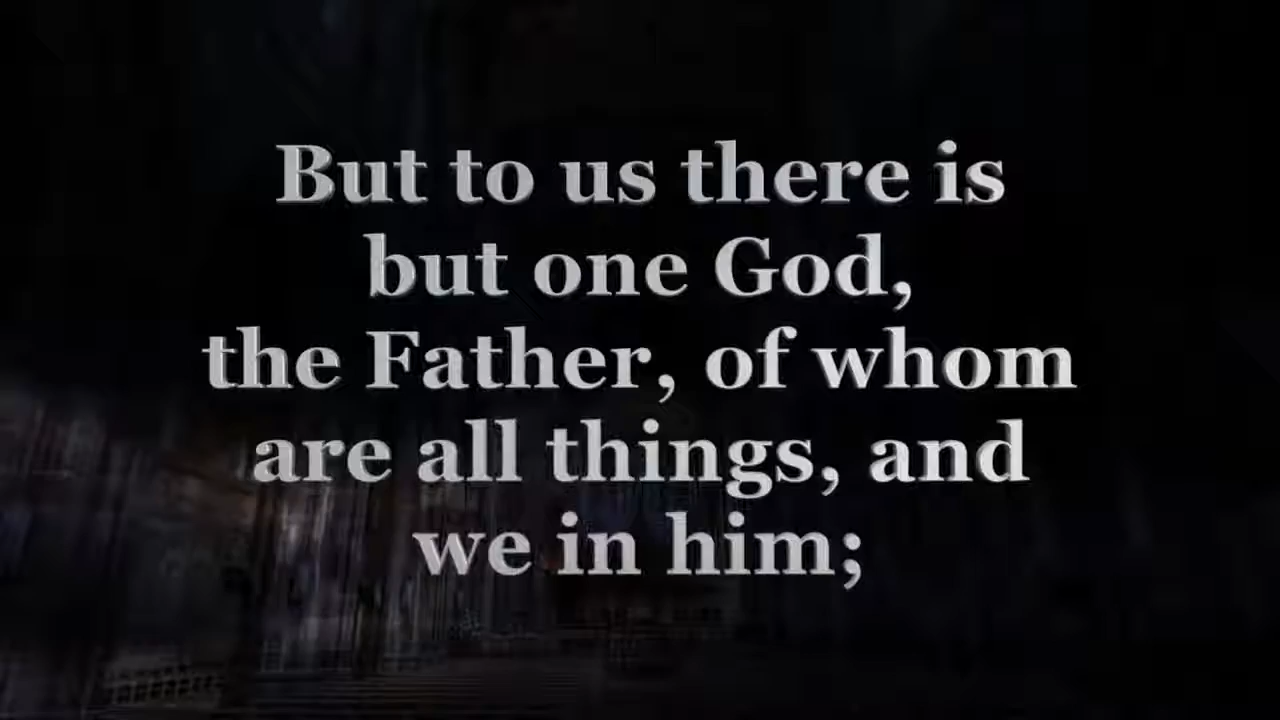 But to us there is
but one God,
the Father, of whom
are all things, and
we in him;